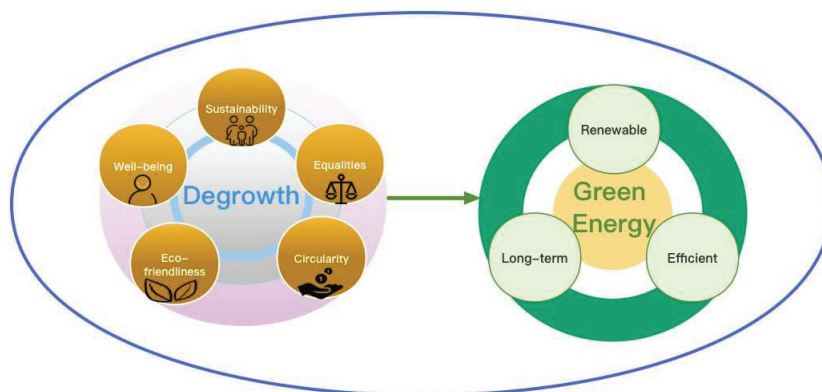 Sustainability
Well-being
Equalities
Degrowth
Eco-
friendliness
Circularity
Renewable
Green
Energy
Long-term
Efficient